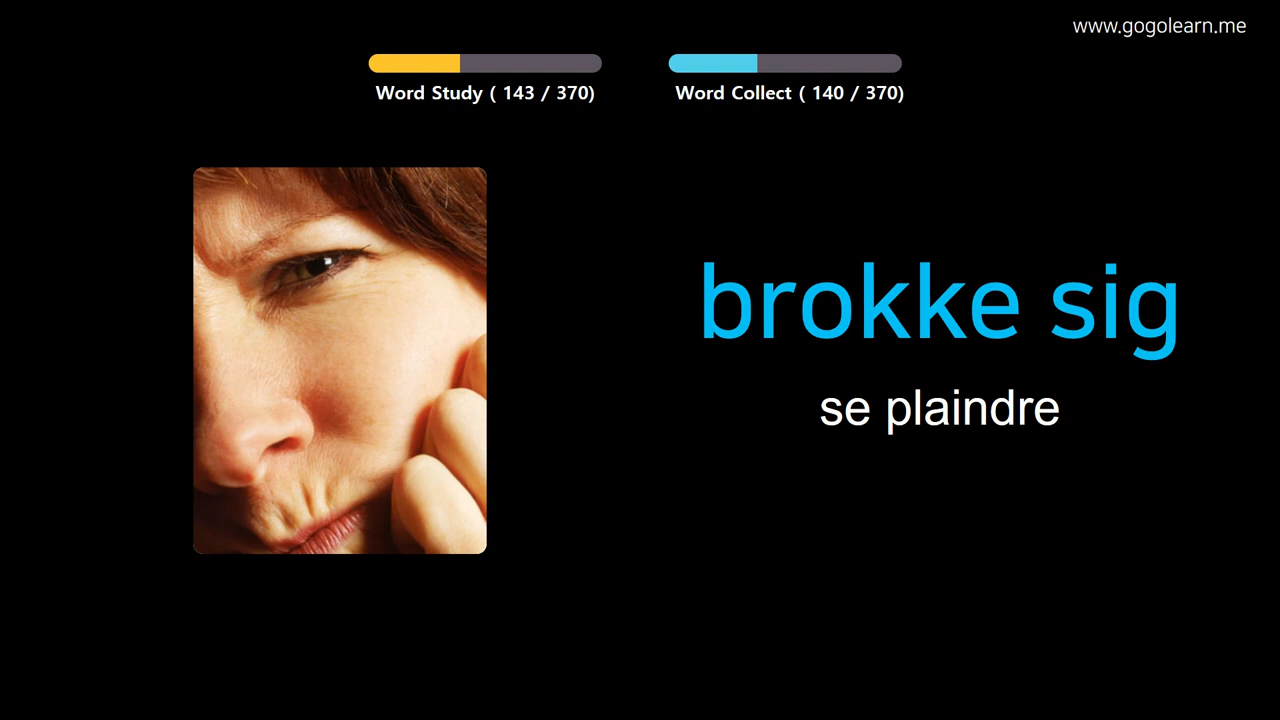 www.gogolearn.me
Word Study ( 143 / 370)
Word Collect ( 140 / 370)
brokke sig
se plaindre